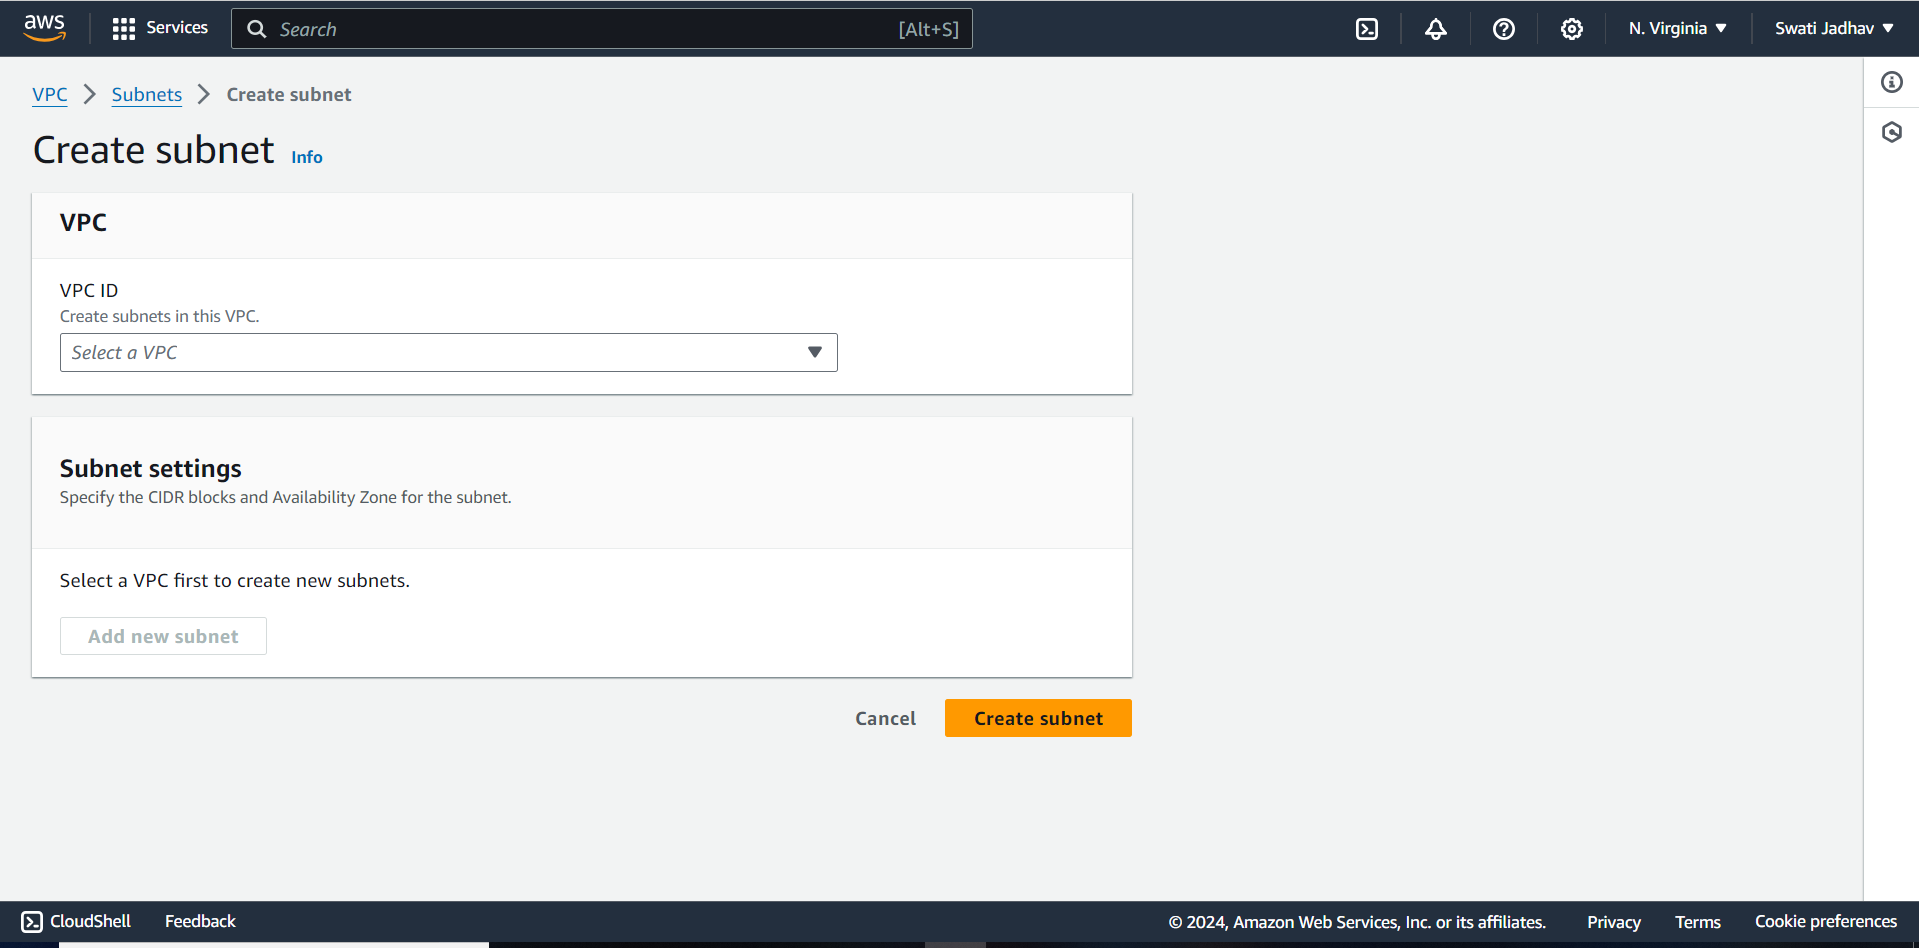 aws Services Search [Alt+S] N. Virginia Swati Jadhav
VPC Subnets Create subnet
Create subnet Info
VPC
VPC ID
Create subnets in this VPC.
Select a VPC
Subnet settings
Specify the CIDR blocks and Availability Zone for the subnet.
Select a VPC first to create new subnets.
Add new subnet
Cancel Create subnet
CloudShell Feedback © 2024, Amazon Web Services, Inc. or its affiliates. Privacy Terms Cookie preferences